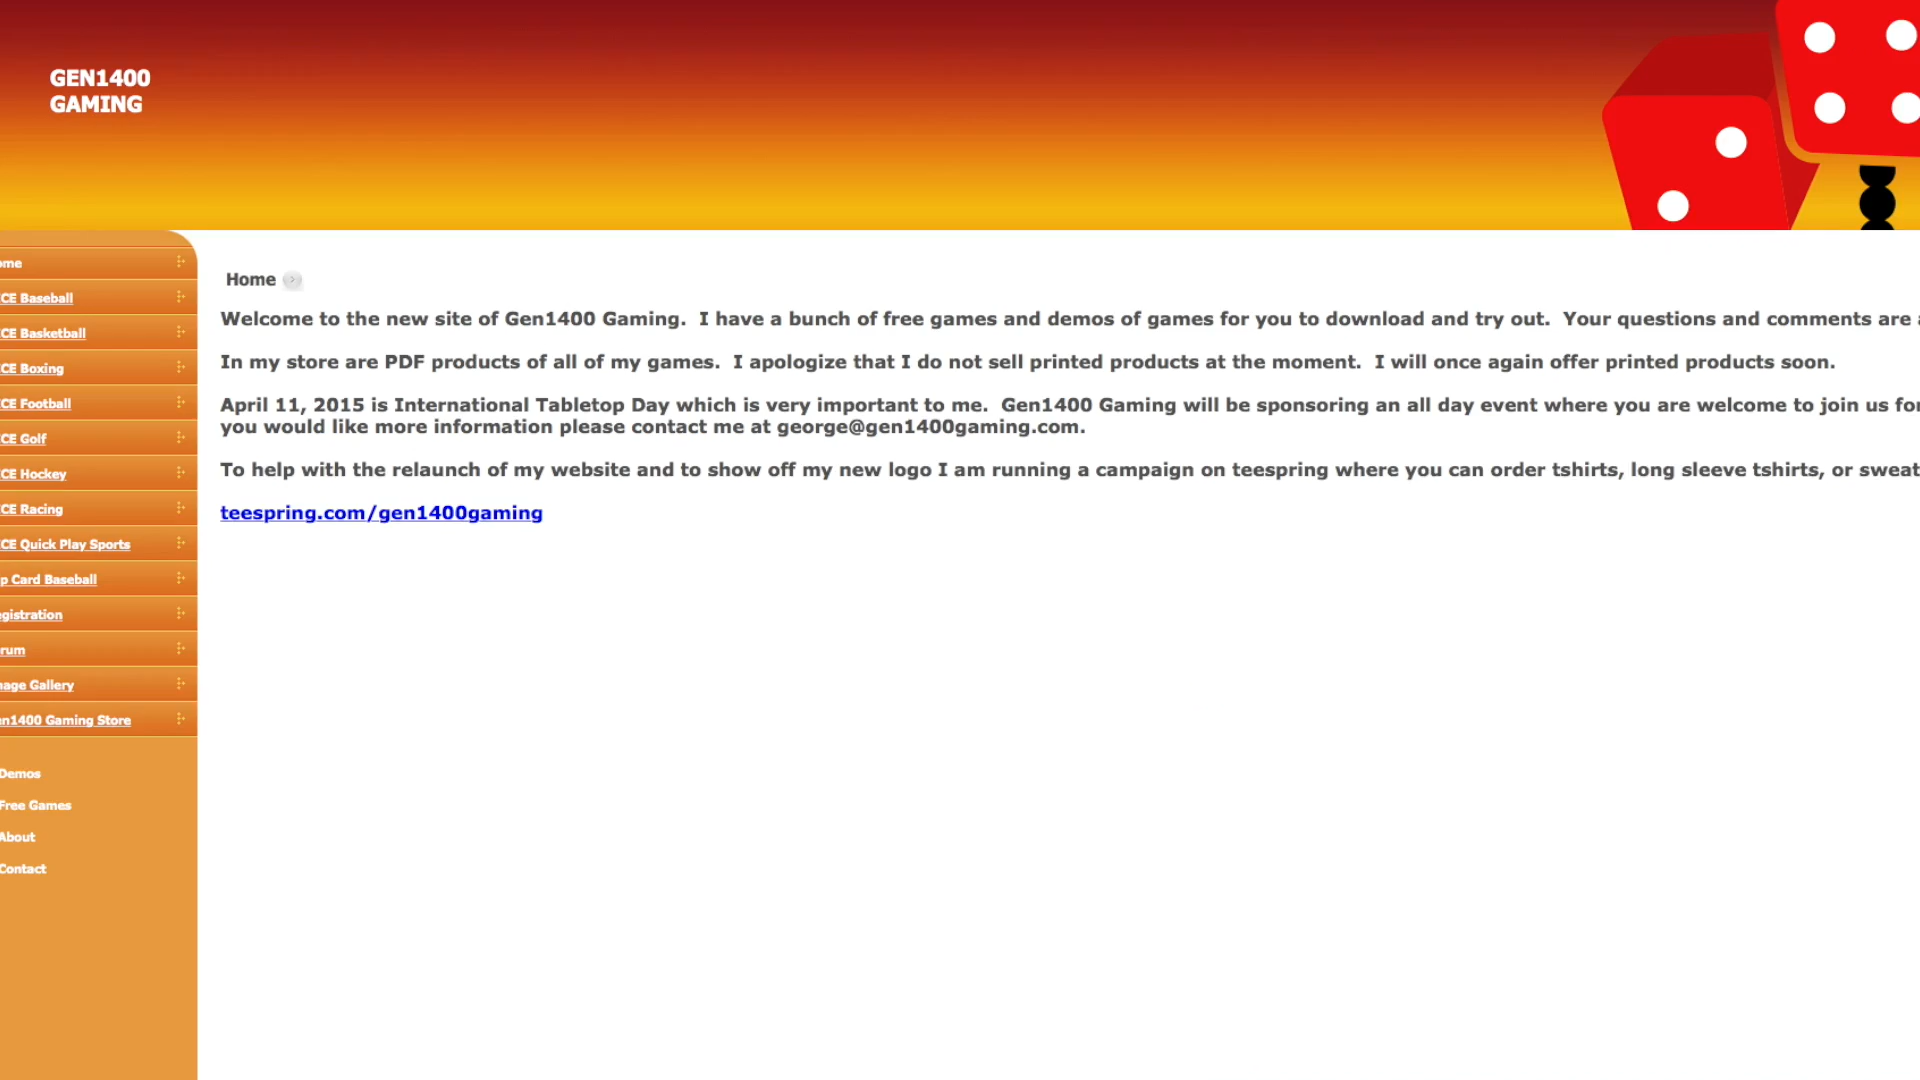 GEN1400
GAMING
ome
CE Baseball
CE Basketball
CE Boxing
CE Football
CE Golf
CE Hockey
CE Racing
CE Quick Play Sports
p Card Baseball
egistration
rum
mage Gallery
en1400 Gaming Store
Demos
Free Games
About
Contact
Home
Welcome to the new site of Gen1400 Gaming.  I have a bunch of free games and demos of games for you to download and try out.  Your questions and comments are
In my store are PDF products of all of my games.  I apologize that I do not sell printed products at the moment.  I will once again offer printed products soon.
April 11, 2015 is International Tabletop Day which is very important to me.  Gen1400 Gaming will be sponsoring an all day event where you are welcome to join us for
you would like more information please contact me at george@gen1400gaming.com.
To help with the relaunch of my website and to show off my new logo I am running a campaign on teespring where you can order tshirts, long sleeve tshirts, or sweat
teespring.com/gen1400gaming